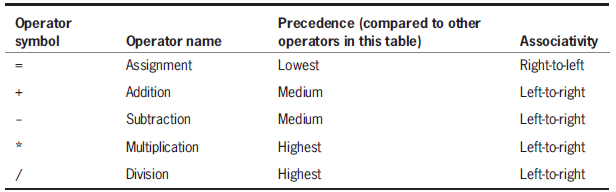 Operator symbol Operator name Precedence (compared to other operators in this table) Associativity
= Assignment Lowest Right-to-left
+ Addition Medium Left-to-right
– Subtraction Medium Left-to-right
* Multiplication Highest Left-to-right
/ Division Highest Left-to-right